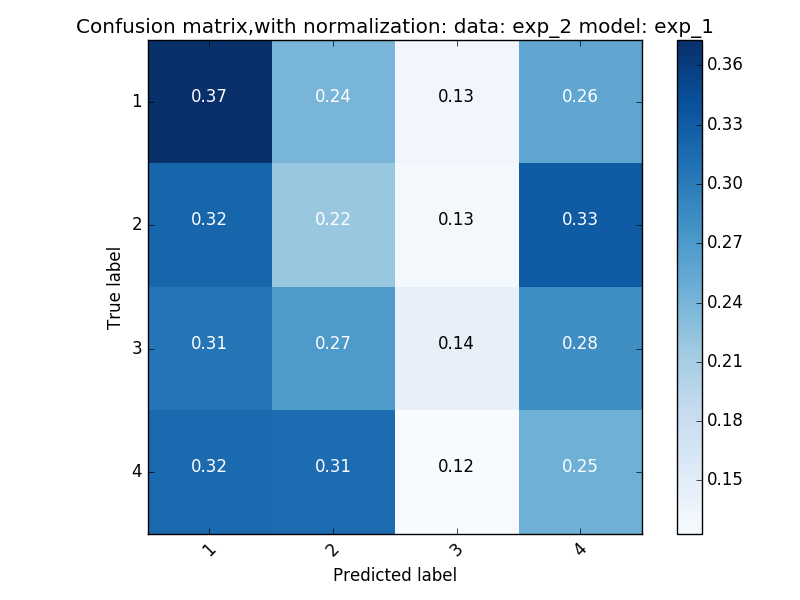 Confusion matrix,with normalization: data: exp_2 model: exp_1
1 0.37 0.24 0.13 0.26
2 0.32 0.22 0.13 0.33
3 0.31 0.27 0.14 0.28
4 0.32 0.31 0.12 0.25
1 2 3 4
True label
Predicted label
0.36
0.33
0.30
0.27
0.24
0.21
0.18
0.15